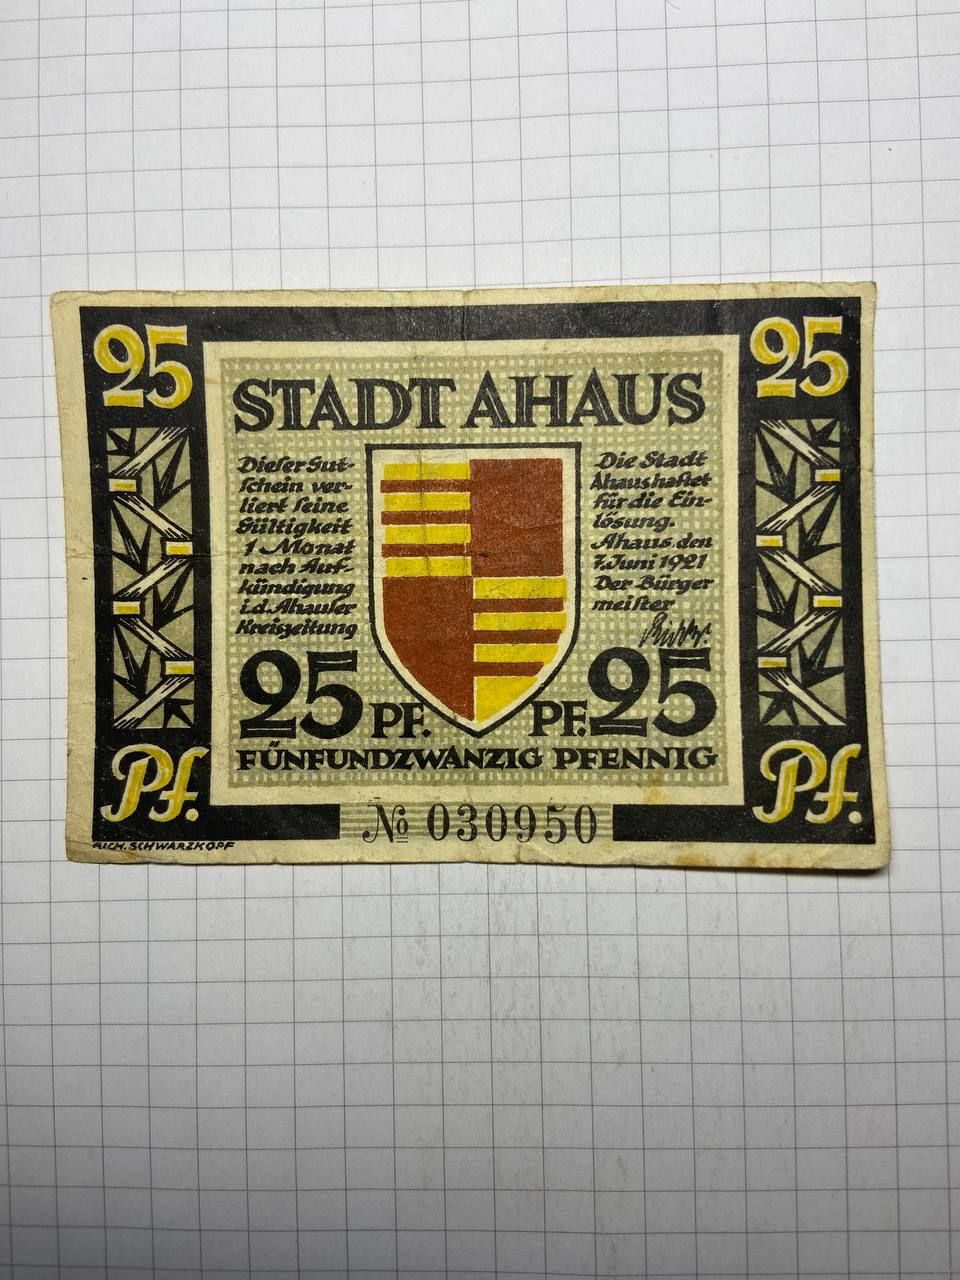 25
25
STADT AHAUS
Dieſer Gut-
ſchein ver-
liert ſeine
Gültigkeit
1 Monat
nach Auf-
kündigung
i.d. Ahauſer
Kreiszeitung
Die Stadt
Ahaus haftet
für die Ein-
löſung.
Ahaus, den
7. Juni 1921
Der Bürger
meiſter
25 PF.
PF. 25
FÜNFUNDZWANZIG PFENNIG
Pf.
Pf.
№ 030950
RICH. SCHWARZKOPF